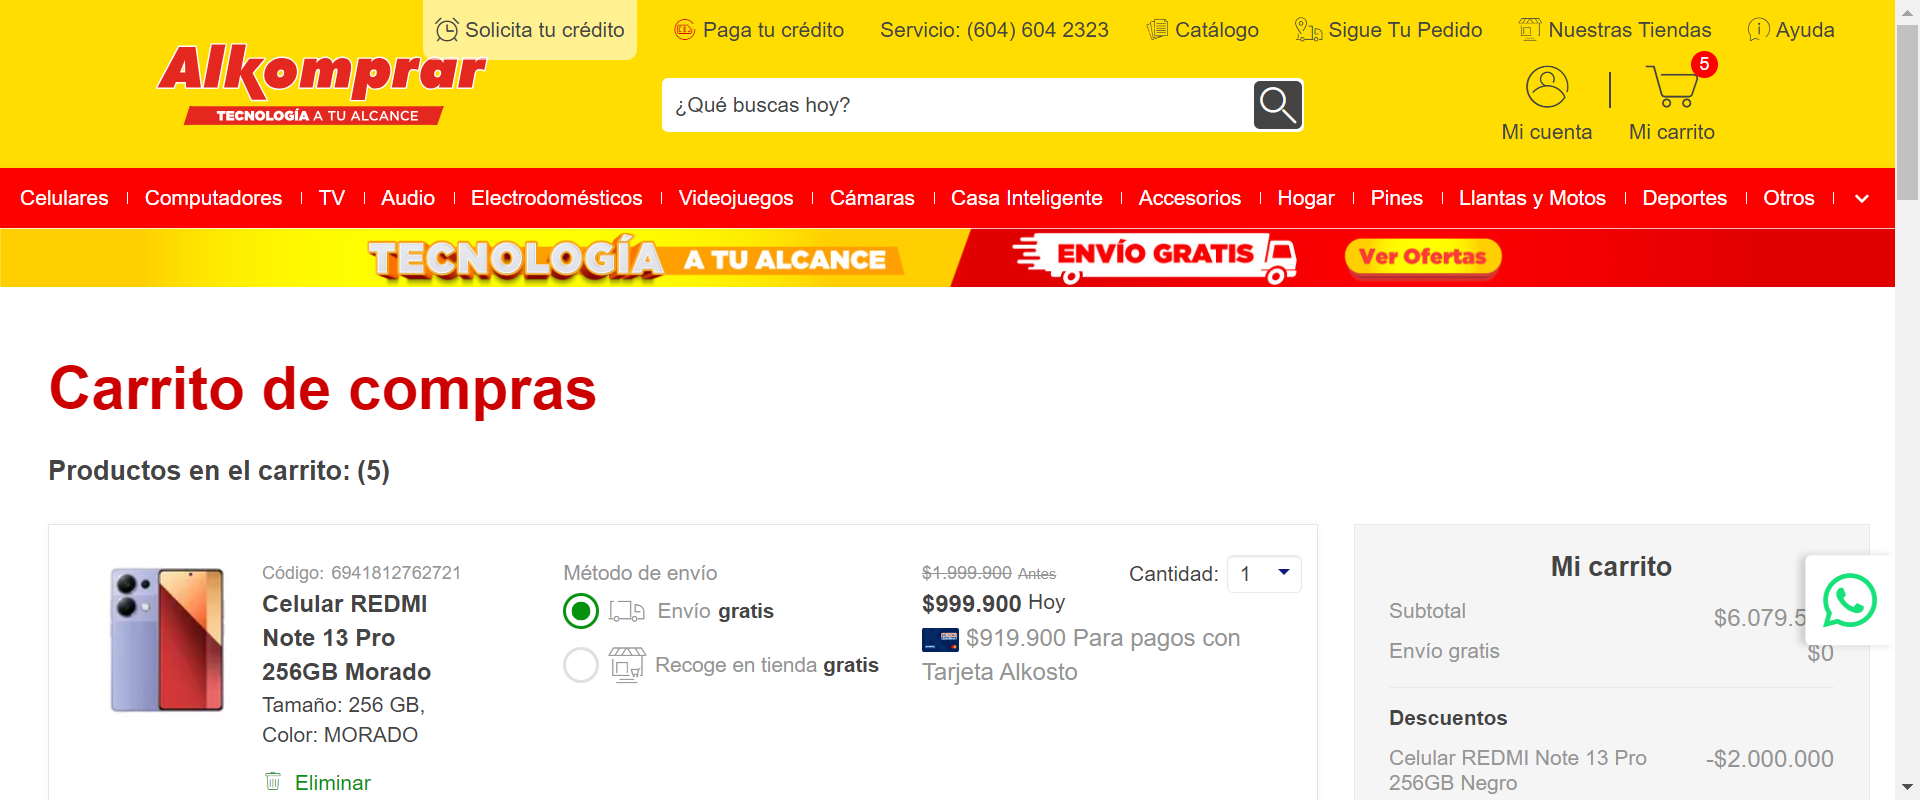 Solicita tu crédito
Paga tu crédito
Servicio: (604) 604 2323
Catálogo
Sigue Tu Pedido
Nuestras Tiendas
Ayuda
Alkomprar
TECNOLOGÍA A TU ALCANCE
¿Qué buscas hoy?
Mi cuenta
5
Mi carrito
Celulares
Computadores
TV
Audio
Electrodomésticos
Videojuegos
Cámaras
Casa Inteligente
Accesorios
Hogar
Pines
Llantas y Motos
Deportes
Otros
TECNOLOGÍA A TU ALCANCE
ENVÍO GRATIS
Ver Ofertas
Carrito de compras
Productos en el carrito: (5)
Código: 6941812762721
Celular REDMI
Note 13 Pro
256GB Morado
Tamaño: 256 GB,
Color: MORADO
Eliminar
Método de envío
Envío gratis
Recoge en tienda gratis
$1.999.900 Antes
$999.900 Hoy
$919.900 Para pagos con
Tarjeta Alkosto
Cantidad: 1
Mi carrito
Subtotal
$6.079.5
Envío gratis
$0
Descuentos
Celular REDMI Note 13 Pro
256GB Negro
-$2.000.000